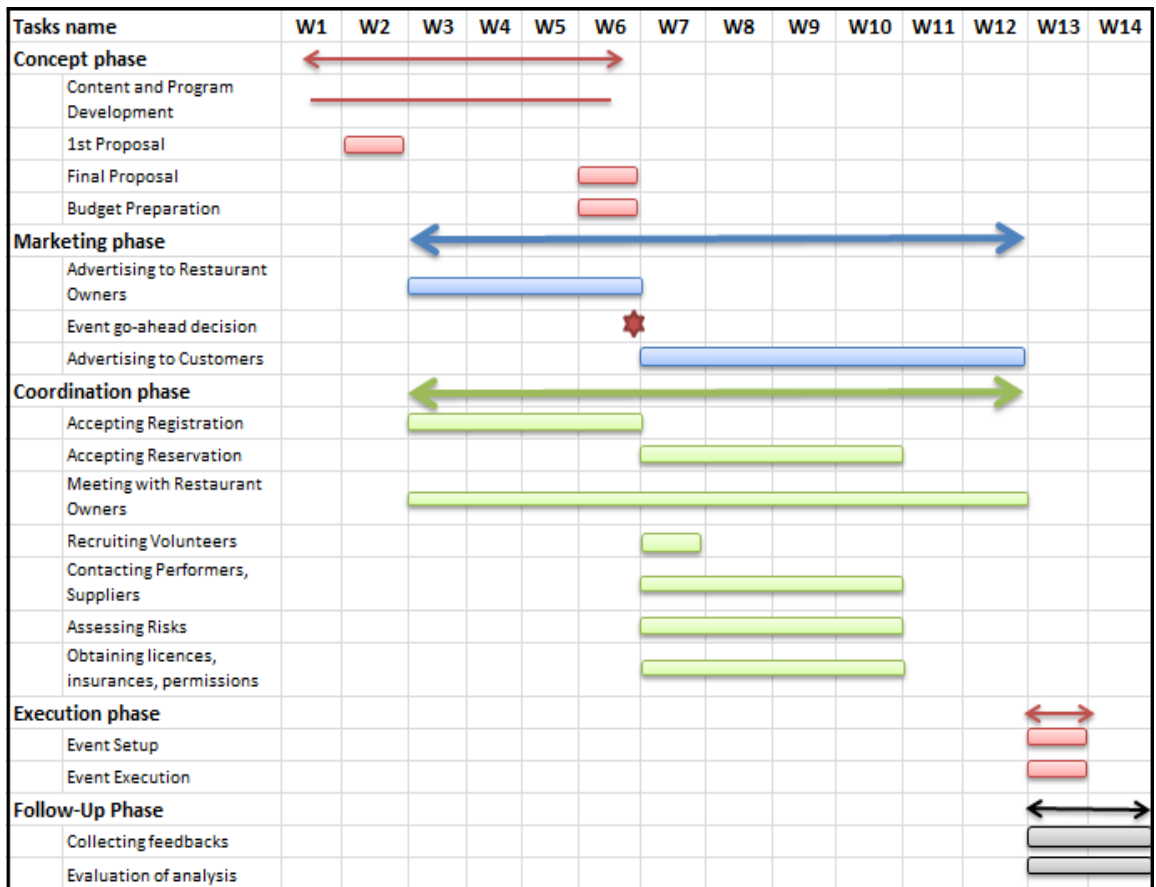 Tasks name W1 W2 W3 W4 W5 W6 W7 W8 W9 W10 W11 W12 W13 W14
Concept phase
Content and Program
Development
1st Proposal
Final Proposal
Budget Preparation
Marketing phase
Advertising to Restaurant
Owners
Event go-ahead decision
Advertising to Customers
Coordination phase
Accepting Registration
Accepting Reservation
Meeting with Restaurant
Owners
Recruiting Volunteers
Contacting Performers,
Suppliers
Assessing Risks
Obtaining licences,
insurances, permissions
Execution phase
Event Setup
Event Execution
Follow-Up Phase
Collecting feedbacks
Evaluation of analysis